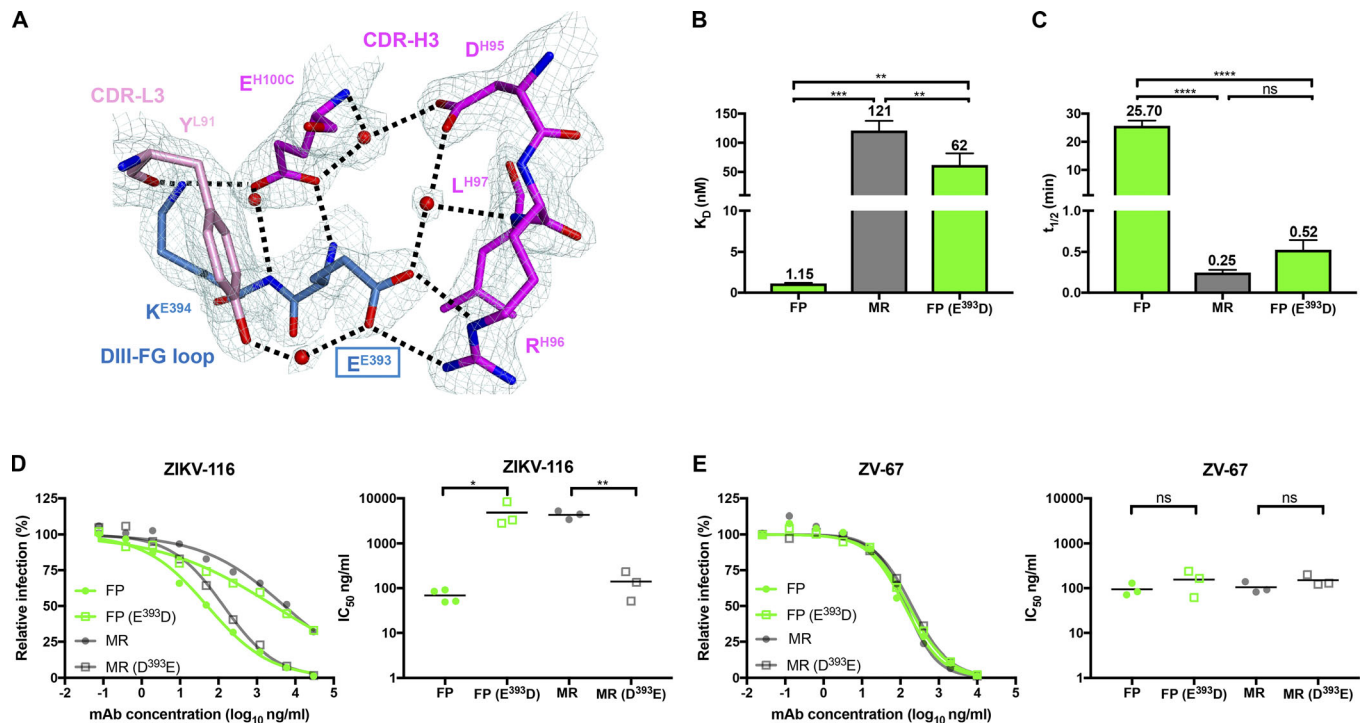 A
CDR-H3
D^H95
E^H100C
CDR-L3
Y^L91
L^H97
K^E394
R^H96
DIII-FG loop
E^E393
B
**
*** **
121
62
1.15
150
100
50
10
5
0
K_D (nM)
FP MR FP (E^393D)
C
****
**** ns
25.70
0.25
0.52
30
20
10
1.0
0.5
0.0
t_1/2 (min)
FP MR FP (E^393D)
D
ZIKV-116
Relative infection (%)
125
100
75
50
25
0
FP
FP (E^393D)
MR
MR (D^393E)
-2 -1 0 1 2 3 4 5
mAb concentration (log_10 ng/ml)
ZIKV-116
* **
IC_50 ng/ml
10000
1000
100
10
1
FP FP (E^393D) MR MR (D^393E)
E
ZV-67
Relative infection (%)
125
100
75
50
25
0
FP
FP (E^393D)
MR
MR (D^393E)
-2 -1 0 1 2 3 4 5
mAb concentration (log_10 ng/ml)
ZV-67
ns ns
IC_50 ng/ml
10000
1000
100
10
1
FP FP (E^393D) MR MR (D^393E)